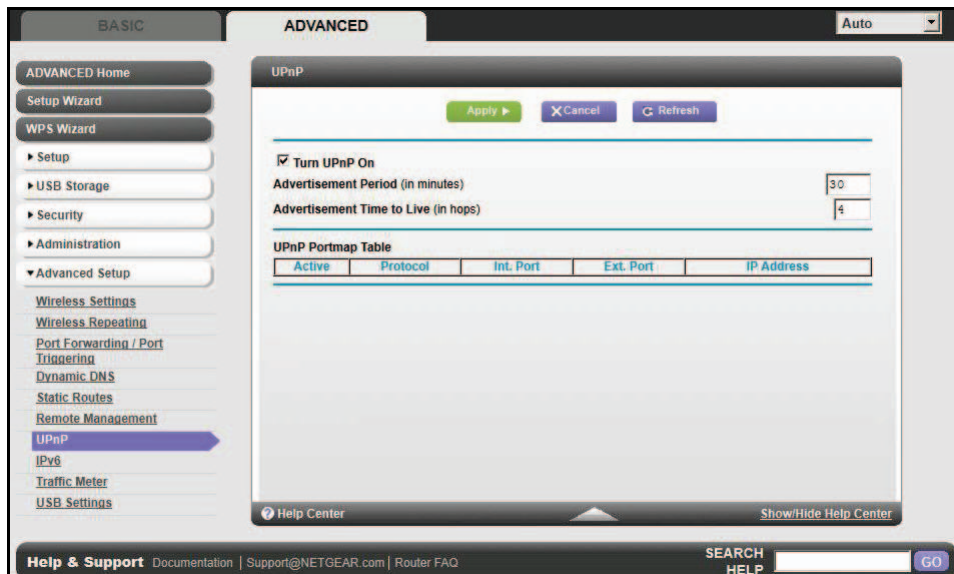 BASIC
ADVANCED
Auto
ADVANCED Home
Setup Wizard
WPS Wizard
Setup
USB Storage
Security
Administration
Advanced Setup
Wireless Settings
Wireless Repeating
Port Forwarding / Port
Triggering
Dynamic DNS
Static Routes
Remote Management
UPnP
IPv6
Traffic Meter
USB Settings
UPnP
Apply
Cancel
Refresh
Turn UPnP On
Advertisement Period (in minutes)
30
Advertisement Time to Live (in hops)
4
UPnP Portmap Table
Active Protocol Int. Port Ext. Port IP Address
Help Center
Show/Hide Help Center
Help & Support Documentation | Support@NETGEAR.com | Router FAQ
SEARCH
HELP
GO